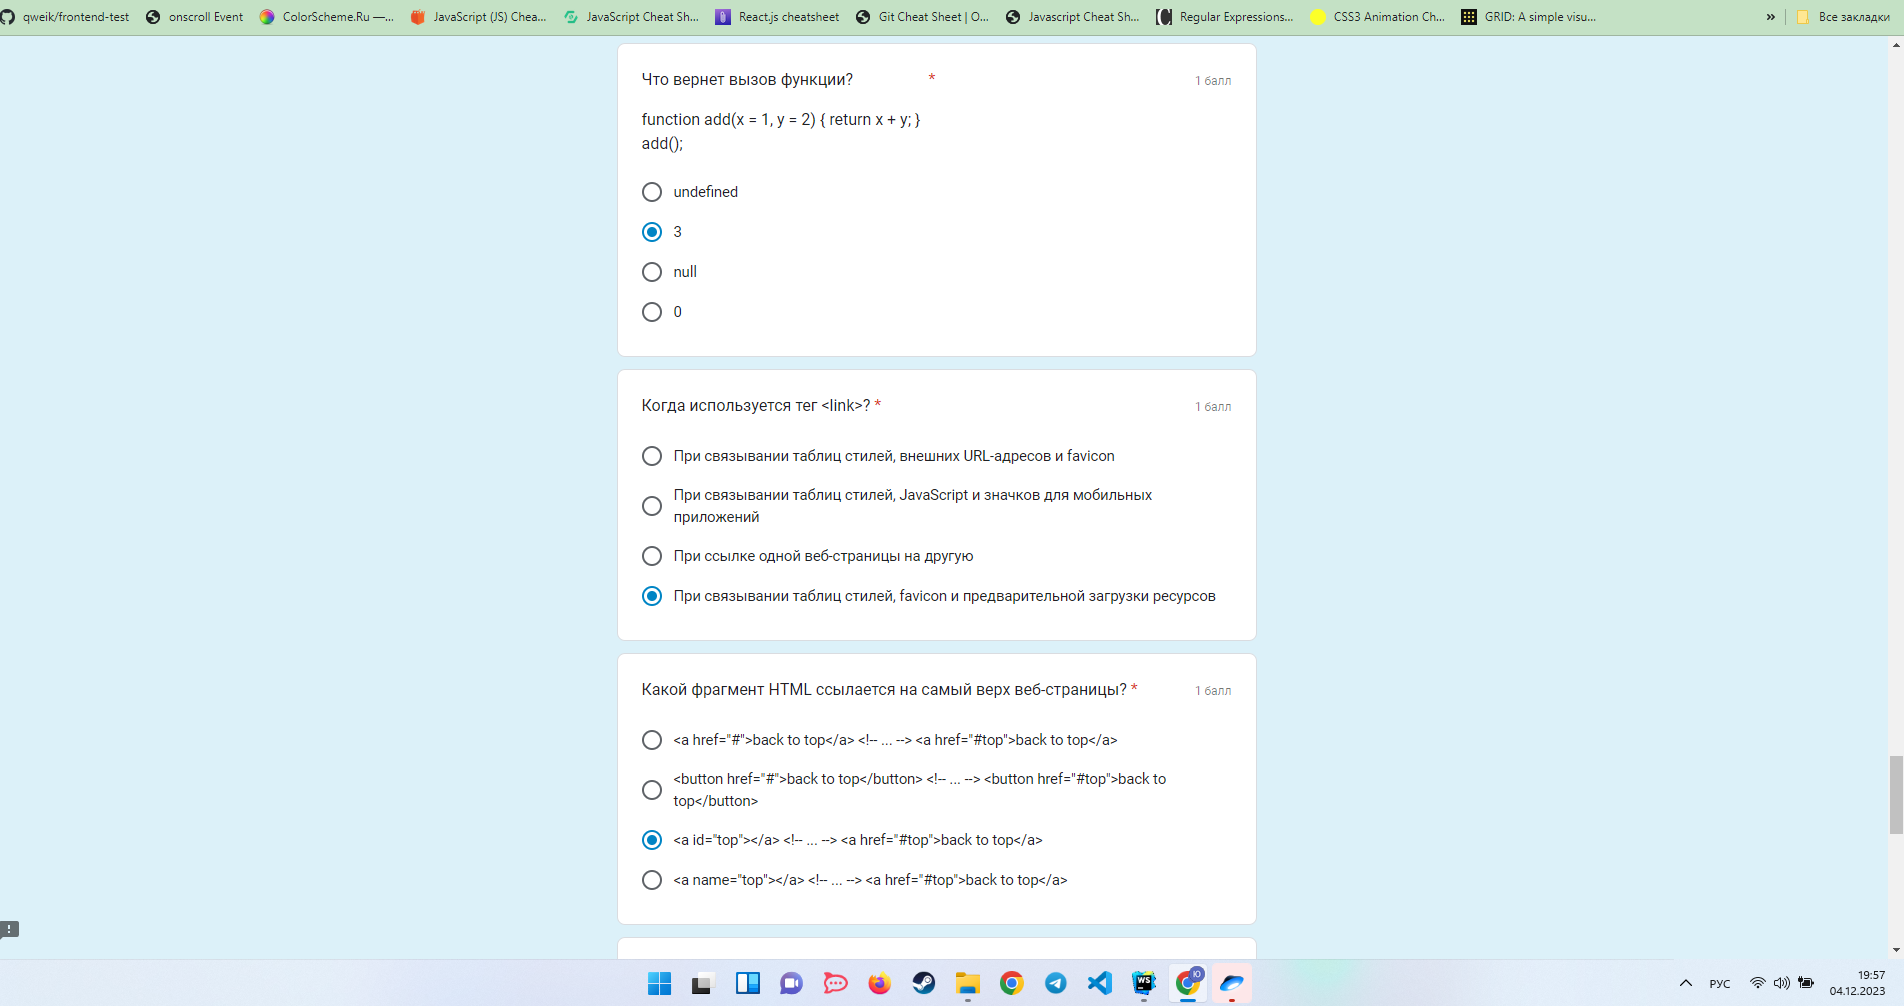 qweik/frontend-test onscroll Event ColorScheme.Ru —... JavaScript (JS) Chea... JavaScript Cheat Sh... React.js cheatsheet Git Cheat Sheet | O... Javascript Cheat Sh... Regular Expressions... CSS3 Animation Ch... GRID: A simple visu... » Все закладки
Что вернет вызов функции? * 1 балл
function add(x = 1, y = 2) { return x + y; }
add();
undefined
3
null
0
Когда используется тег <link>? * 1 балл
При связывании таблиц стилей, внешних URL-адресов и favicon
При связывании таблиц стилей, JavaScript и значков для мобильных
приложений
При ссылке одной веб-страницы на другую
При связывании таблиц стилей, favicon и предварительной загрузки ресурсов
Какой фрагмент HTML ссылается на самый верх веб-страницы? * 1 балл
<a href="#">back to top</a> <!-- ... --> <a href="#top">back to top</a>
<button href="#">back to top</button> <!-- ... --> <button href="#top">back to
top</button>
<a id="top"></a> <!-- ... --> <a href="#top">back to top</a>
<a name="top"></a> <!-- ... --> <a href="#top">back to top</a>
WS
Ю
РУС
19:57
04.12.2023